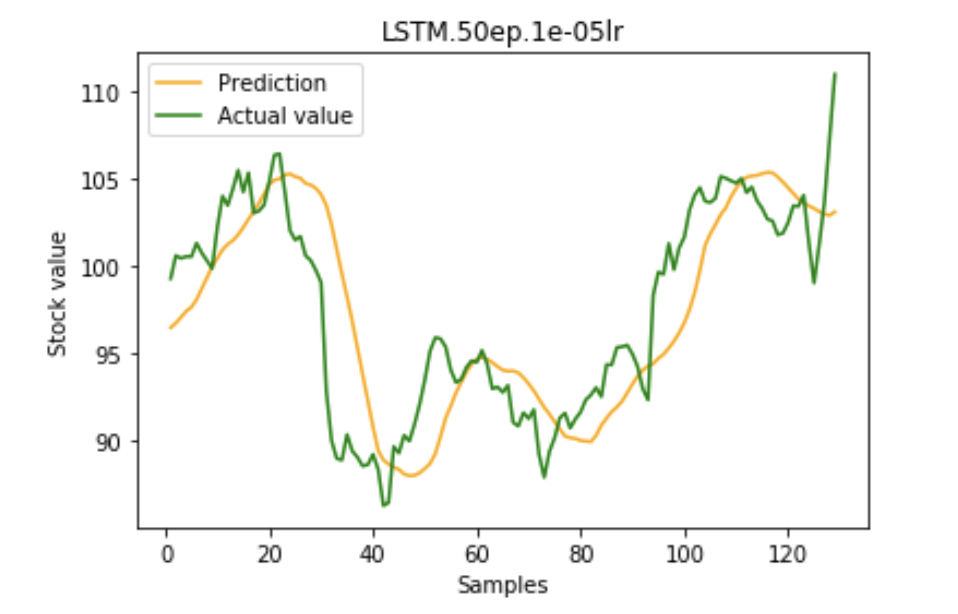 LSTM.50ep.1e-05lr
Prediction
Actual value
110
105
100
95
90
Stock value
0 20 40 60 80 100 120
Samples